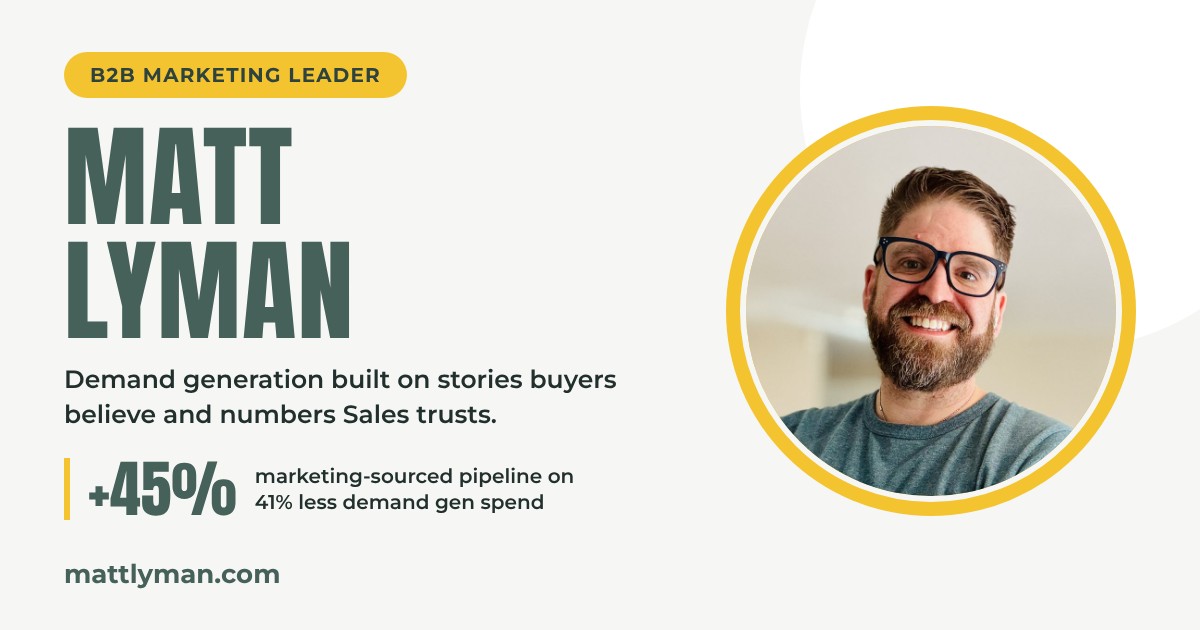 B2B MARKETING LEADER
MATT
LYMAN
Demand generation built on stories buyers
believe and numbers Sales trusts.
+45%
marketing-sourced pipeline on
41% less demand gen spend
mattlyman.com